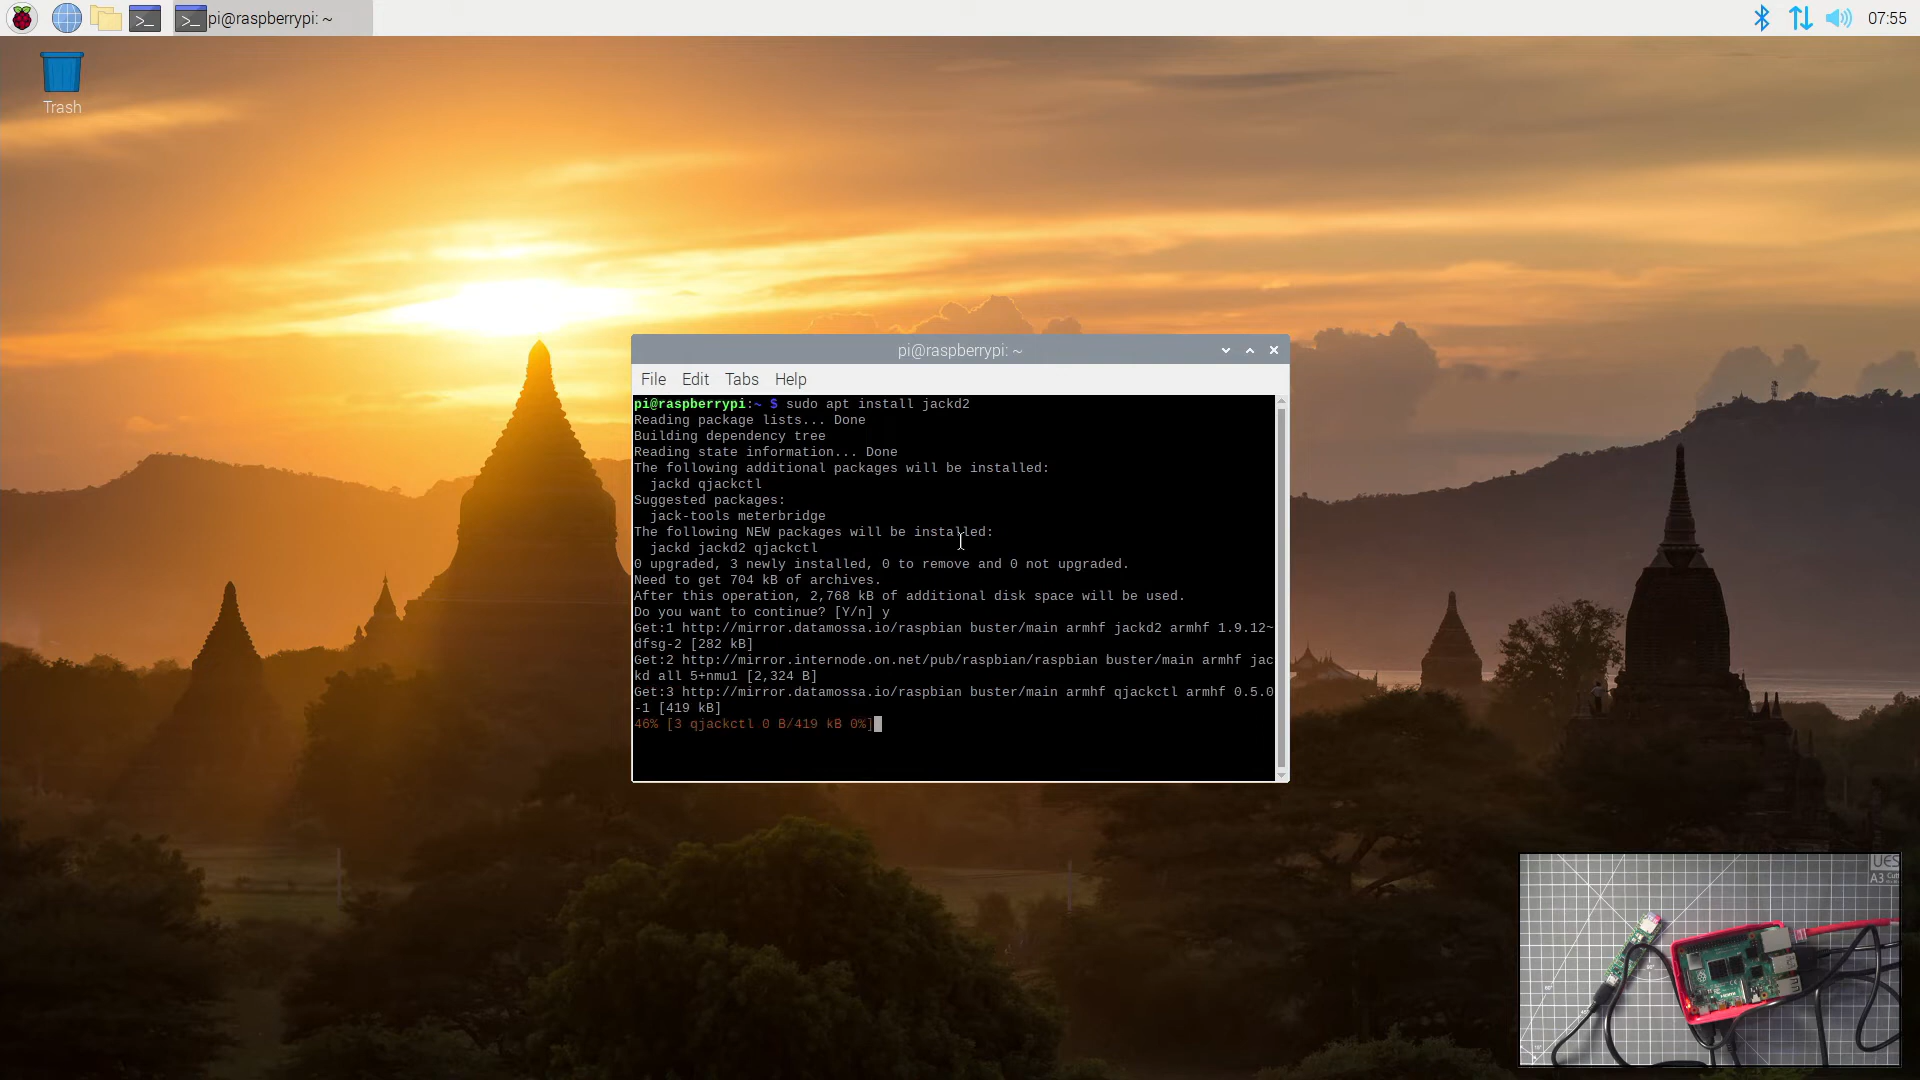 pi@raspberrypi: ~
07:55
Trash
pi@raspberrypi: ~
File Edit Tabs Help
pi@raspberrypi:~ $ sudo apt install jackd2
Reading package lists... Done
Building dependency tree
Reading state information... Done
The following additional packages will be installed:
jackd qjackctl
Suggested packages:
jack-tools meterbridge
The following NEW packages will be installed:
jackd jackd2 qjackctl
0 upgraded, 3 newly installed, 0 to remove and 0 not upgraded.
Need to get 704 kB of archives.
After this operation, 2,768 kB of additional disk space will be used.
Do you want to continue? [Y/n] y
Get:1 http://mirror.datamossa.io/raspbian buster/main armhf jackd2 armhf 1.9.12~
dfsg-2 [282 kB]
Get:2 http://mirror.internode.on.net/pub/raspbian/raspbian buster/main armhf jac
kd all 5+nmu1 [2,324 B]
Get:3 http://mirror.datamossa.io/raspbian buster/main armhf qjackctl armhf 0.5.0
-1 [419 kB]
46% [3 qjackctl 0 B/419 kB 0%]
A3